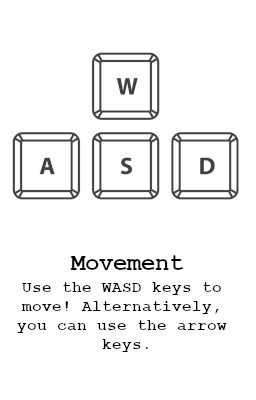 W
A S D
Movement
Use the WASD keys to
move! Alternatively,
you can use the arrow
keys.